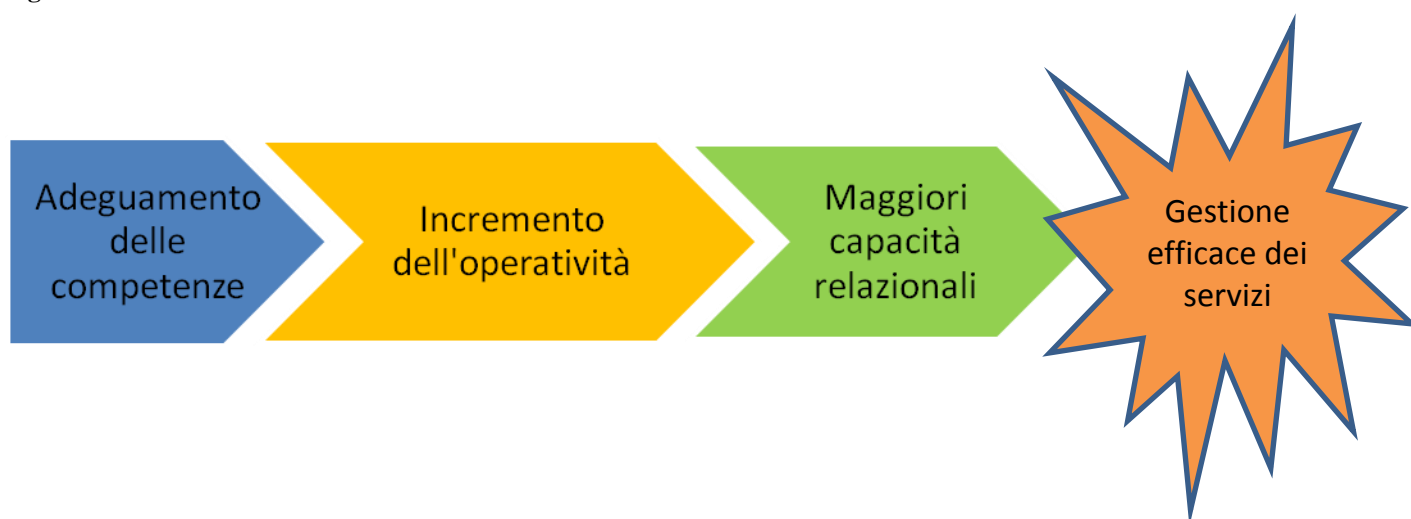 Adeguamento
delle
competenze
Incremento
dell'operatività
Maggiori
capacità
relazionali
Gestione
efficace dei
servizi